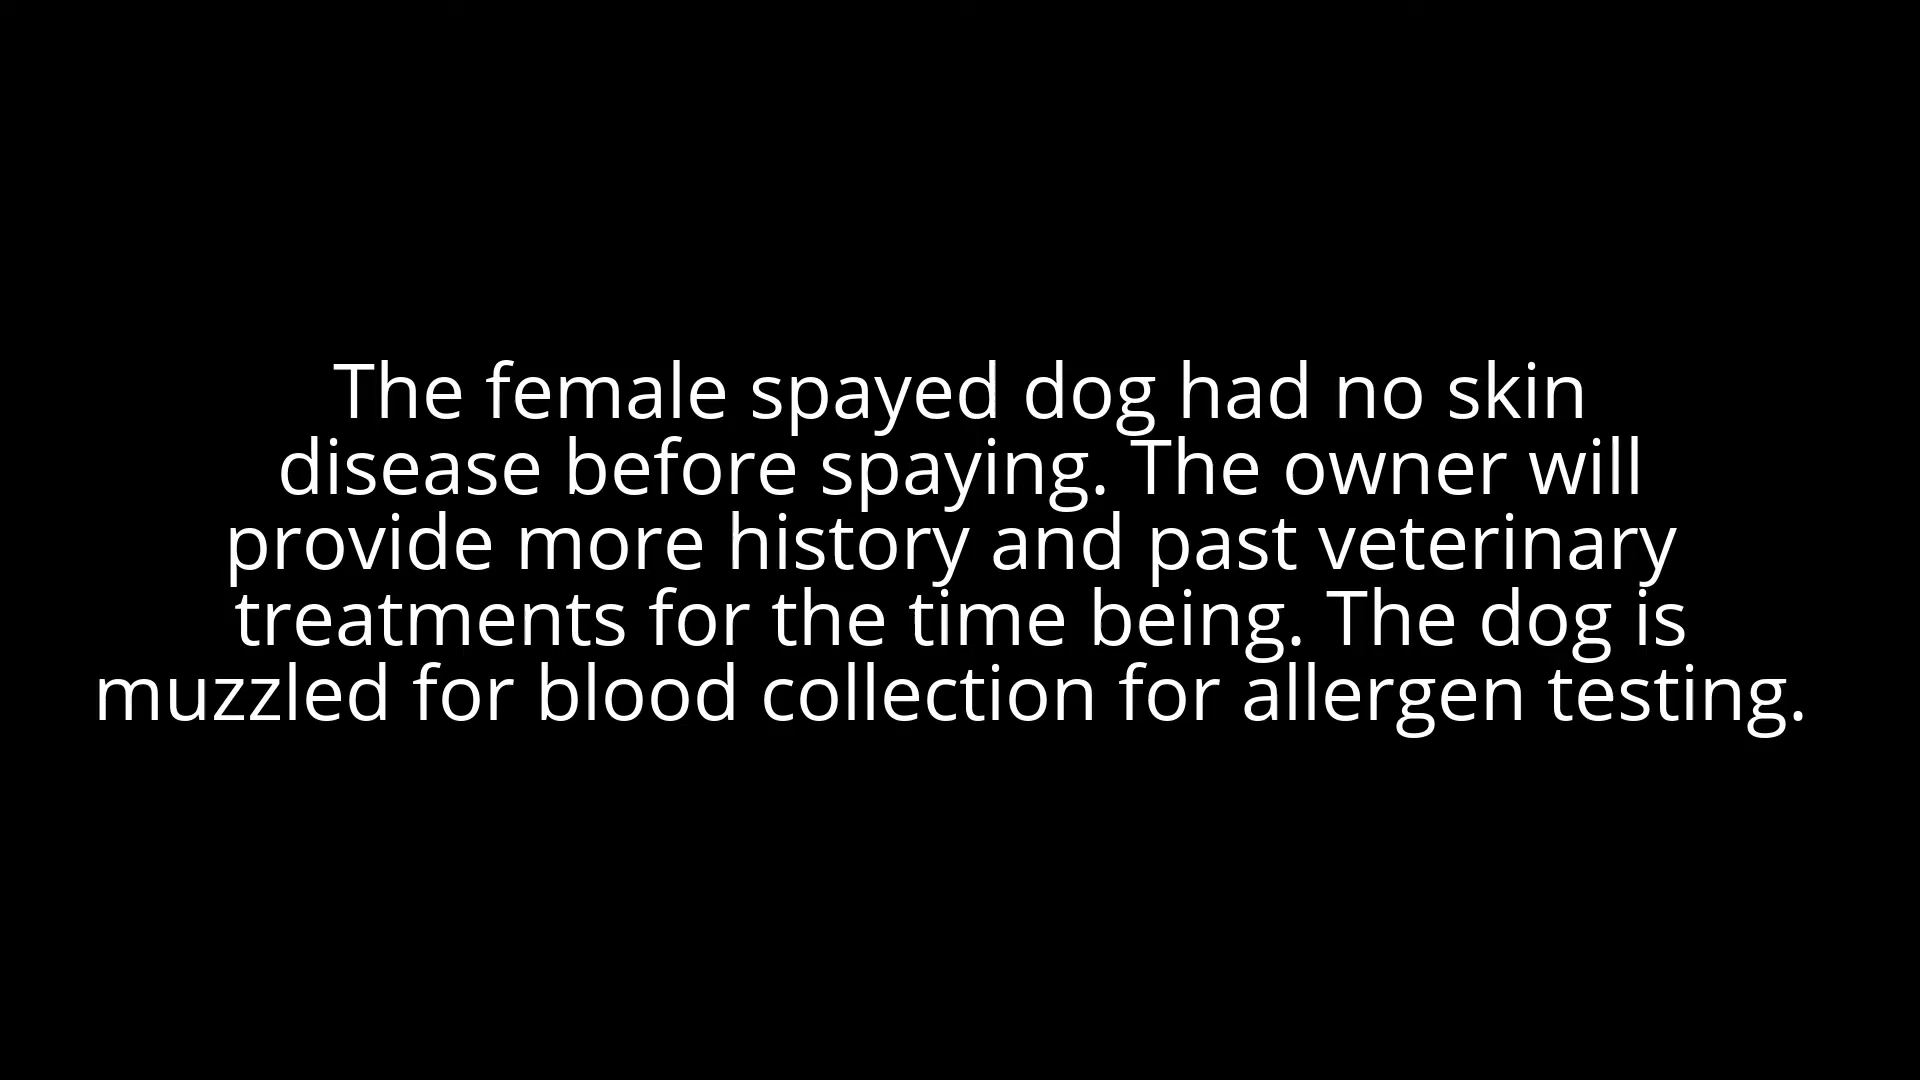 The female spayed dog had no skin
disease before spaying. The owner will
provide more history and past veterinary
treatments for the time being. The dog is
muzzled for blood collection for allergen testing.